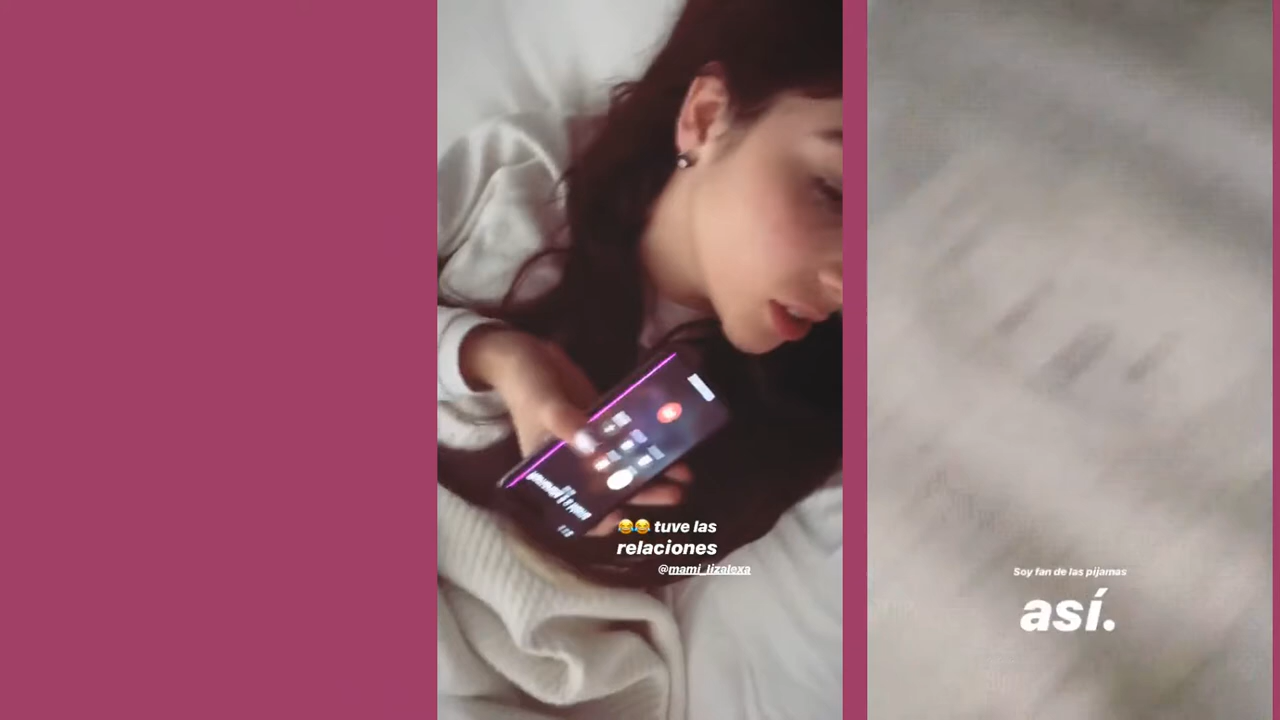 😂😂 tuve las
relaciones
@mami_lizalexa
Soy fan de las pijamas
así.